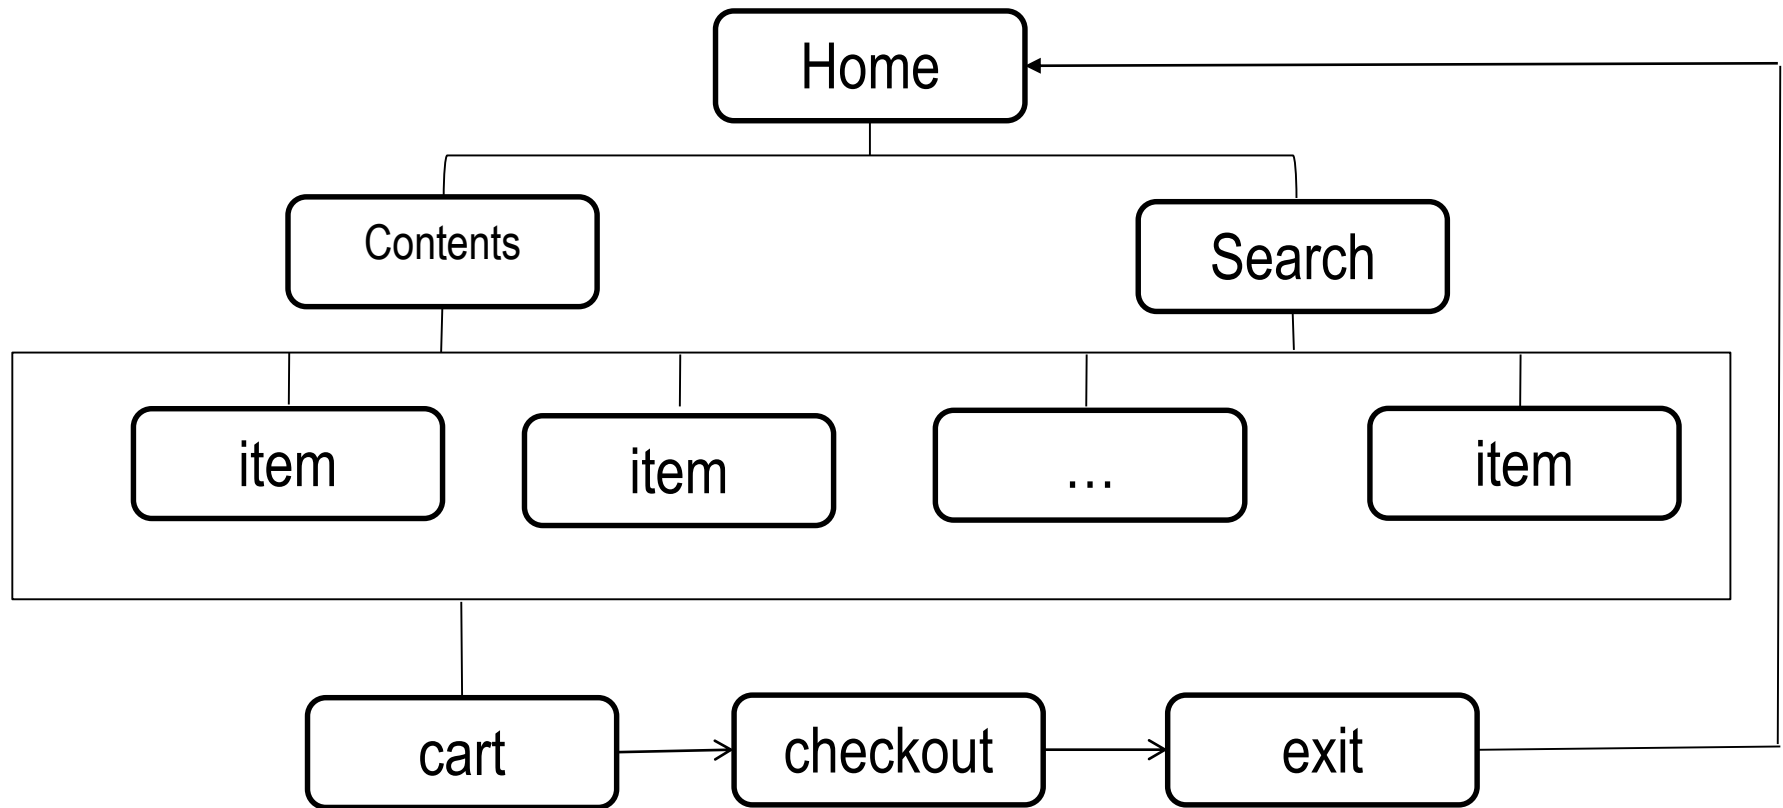 Home
Contents
Search
item
item
...
item
cart
checkout
exit